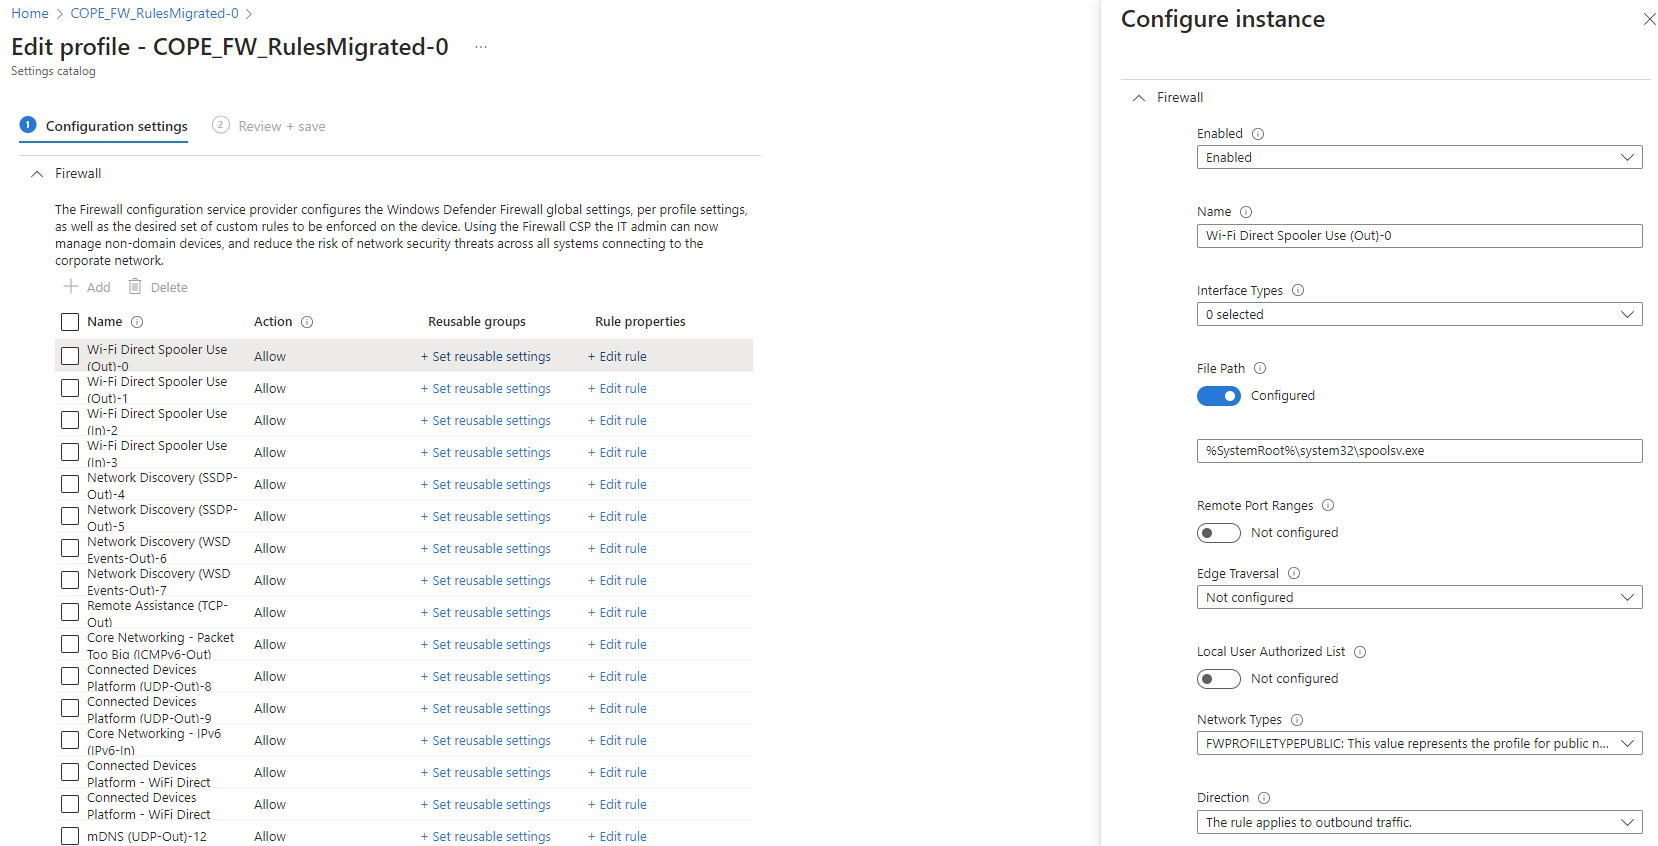 Home > COPE_FW_RulesMigrated-0 >
Edit profile - COPE_FW_RulesMigrated-0 ...
Settings catalog
1 Configuration settings 2 Review + save
Firewall
The Firewall configuration service provider configures the Windows Defender Firewall global settings, per profile settings,
as well as the desired set of custom rules to be enforced on the device. Using the Firewall CSP the IT admin can now
manage non-domain devices, and reduce the risk of network security threats across all systems connecting to the
corporate network.
+ Add Delete
Name Action Reusable groups Rule properties
Wi-Fi Direct Spooler Use
(Out)-0
Allow + Set reusable settings + Edit rule
Wi-Fi Direct Spooler Use
(Out)-1
Allow + Set reusable settings + Edit rule
Wi-Fi Direct Spooler Use
(In)-2
Allow + Set reusable settings + Edit rule
Wi-Fi Direct Spooler Use
(In)-3
Allow + Set reusable settings + Edit rule
Network Discovery (SSDP-
Out)-4
Allow + Set reusable settings + Edit rule
Network Discovery (SSDP-
Out)-5
Allow + Set reusable settings + Edit rule
Network Discovery (WSD
Events-Out)-6
Allow + Set reusable settings + Edit rule
Network Discovery (WSD
Events-Out)-7
Allow + Set reusable settings + Edit rule
Remote Assistance (TCP-
Out)
Allow + Set reusable settings + Edit rule
Core Networking - Packet
Too Big (ICMPv6-Out)
Allow + Set reusable settings + Edit rule
Connected Devices
Platform (UDP-Out)-8
Allow + Set reusable settings + Edit rule
Connected Devices
Platform (UDP-Out)-9
Allow + Set reusable settings + Edit rule
Core Networking - IPv6
(IPv6-In)
Allow + Set reusable settings + Edit rule
Connected Devices
Platform - WiFi Direct
Allow + Set reusable settings + Edit rule
Connected Devices
Platform - WiFi Direct
Allow + Set reusable settings + Edit rule
mDNS (UDP-Out)-12 Allow + Set reusable settings + Edit rule
Configure instance
Firewall
Enabled
Enabled
Name
Wi-Fi Direct Spooler Use (Out)-0
Interface Types
0 selected
File Path
Configured
%SystemRoot%\system32\spoolsv.exe
Remote Port Ranges
Not configured
Edge Traversal
Not configured
Local User Authorized List
Not configured
Network Types
FWPROFILETYPEPUBLIC: This value represents the profile for public n...
Direction
The rule applies to outbound traffic.